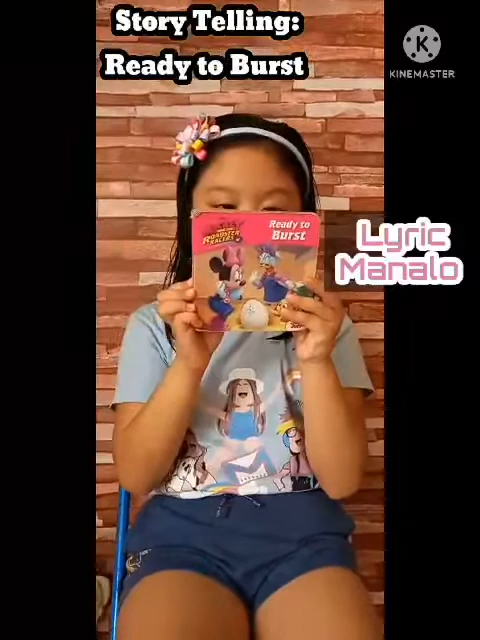 Story Telling:
Ready to Burst
KINEMASTER
ROADSTER
RACERS
Ready to
Burst
Lyric
Manalo